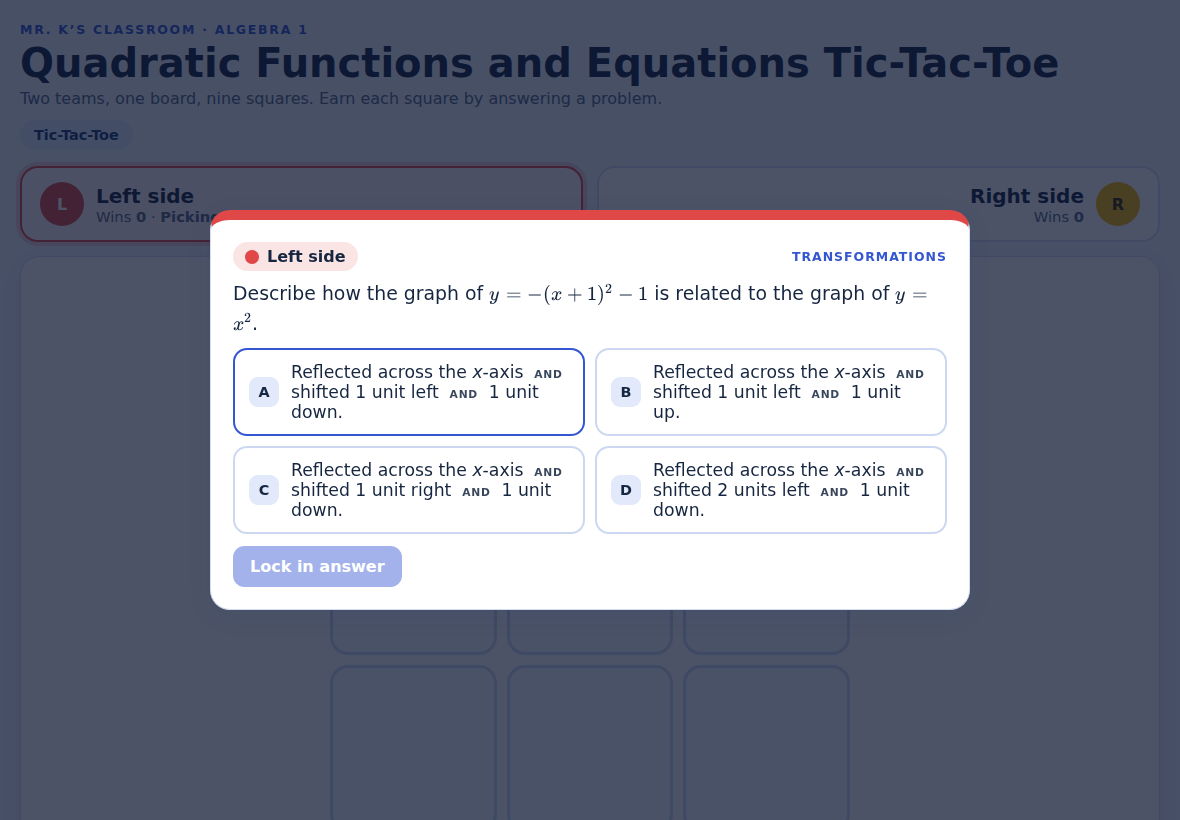 MR. K'S CLASSROOM · ALGEBRA 1
Quadratic Functions and Equations Tic-Tac-Toe
Two teams, one board, nine squares. Earn each square by answering a problem.
Tic-Tac-Toe
L
Left side
Wins 0 · Picking
Right side
Wins 0
R
Left side
TRANSFORMATIONS
Describe how the graph of y = −(x + 1)² − 1 is related to the graph of y =
x².
A
Reflected across the x-axis AND
shifted 1 unit left AND 1 unit
down.
B
Reflected across the x-axis AND
shifted 1 unit left AND 1 unit
up.
C
Reflected across the x-axis AND
shifted 1 unit right AND 1 unit
down.
D
Reflected across the x-axis AND
shifted 2 units left AND 1 unit
down.
Lock in answer